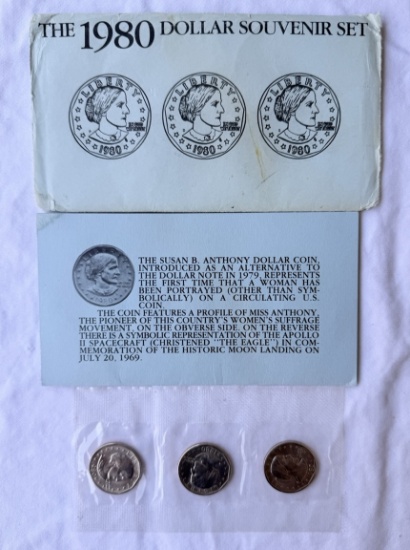 THE 1980 DOLLAR SOUVENIR SET
LIBERTY LIBERTY LIBERTY
1980 1980 1980
THE SUSAN B. ANTHONY DOLLAR COIN,
INTRODUCED AS AN ALTERNATIVE TO
THE DOLLAR NOTE IN 1979, REPRESENTS
THE FIRST TIME THAT A WOMAN HAS
BEEN PORTRAYED (OTHER THAN SYM-
BOLICALLY) ON A CIRCULATING U.S.
COIN.
THE COIN FEATURES A PROFILE OF MISS ANTHONY,
THE PIONEER OF THIS COUNTRY'S WOMEN'S SUFFRAGE
MOVEMENT, ON THE OBVERSE SIDE. ON THE REVERSE
THERE IS A SYMBOLIC REPRESENTATION OF THE APOLLO
11 SPACECRAFT (CHRISTENED "THE EAGLE") IN COM-
MEMORATION OF THE HISTORIC MOON LANDING ON
JULY 20, 1969.